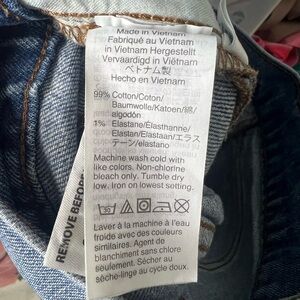 Made in Vietnam
Fabriqué au Vietnam
in Vietnam Hergestellt
Vervaardigd in Viëtnam
ベトナム製
Hecho en Vietnam
99% Cotton/Coton/
Baumwolle/Katoen/綿/
algodón
1% Elastane/Élasthanne/
Elastan/Elastaan/エラス
テーン/elastano
Machine wash cold with
like colors. Non-chlorine
bleach only. Tumble dry
low. Iron on lowest setting.
30
Laver à la machine à l'eau
froide avec des couleurs
similaires. Agent de
blanchiment sans chlore
seulement. Sécher au
sèche-linge au cycle doux.
REMOVE BEFORE